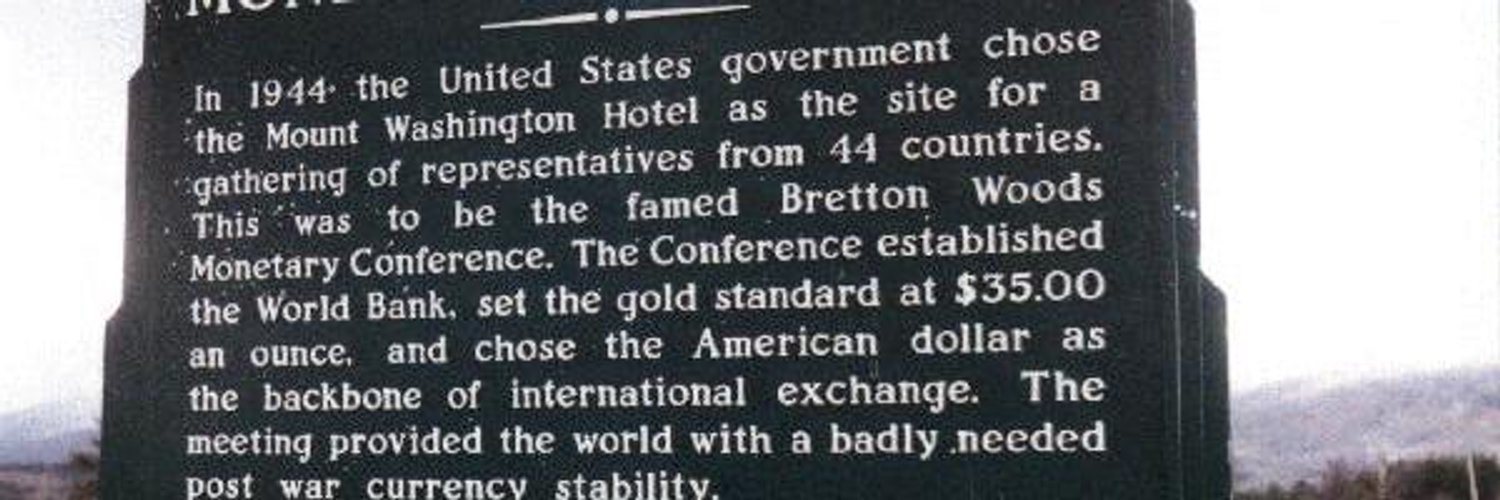 In 1944 the United States government chose
the Mount Washington Hotel as the site for a
gathering of representatives from 44 countries.
This was to be the famed Bretton Woods
Monetary Conference. The Conference established
the World Bank, set the gold standard at $35.00
an ounce, and chose the American dollar as
the backbone of international exchange. The
meeting provided the world with a badly needed
post war currency stability.